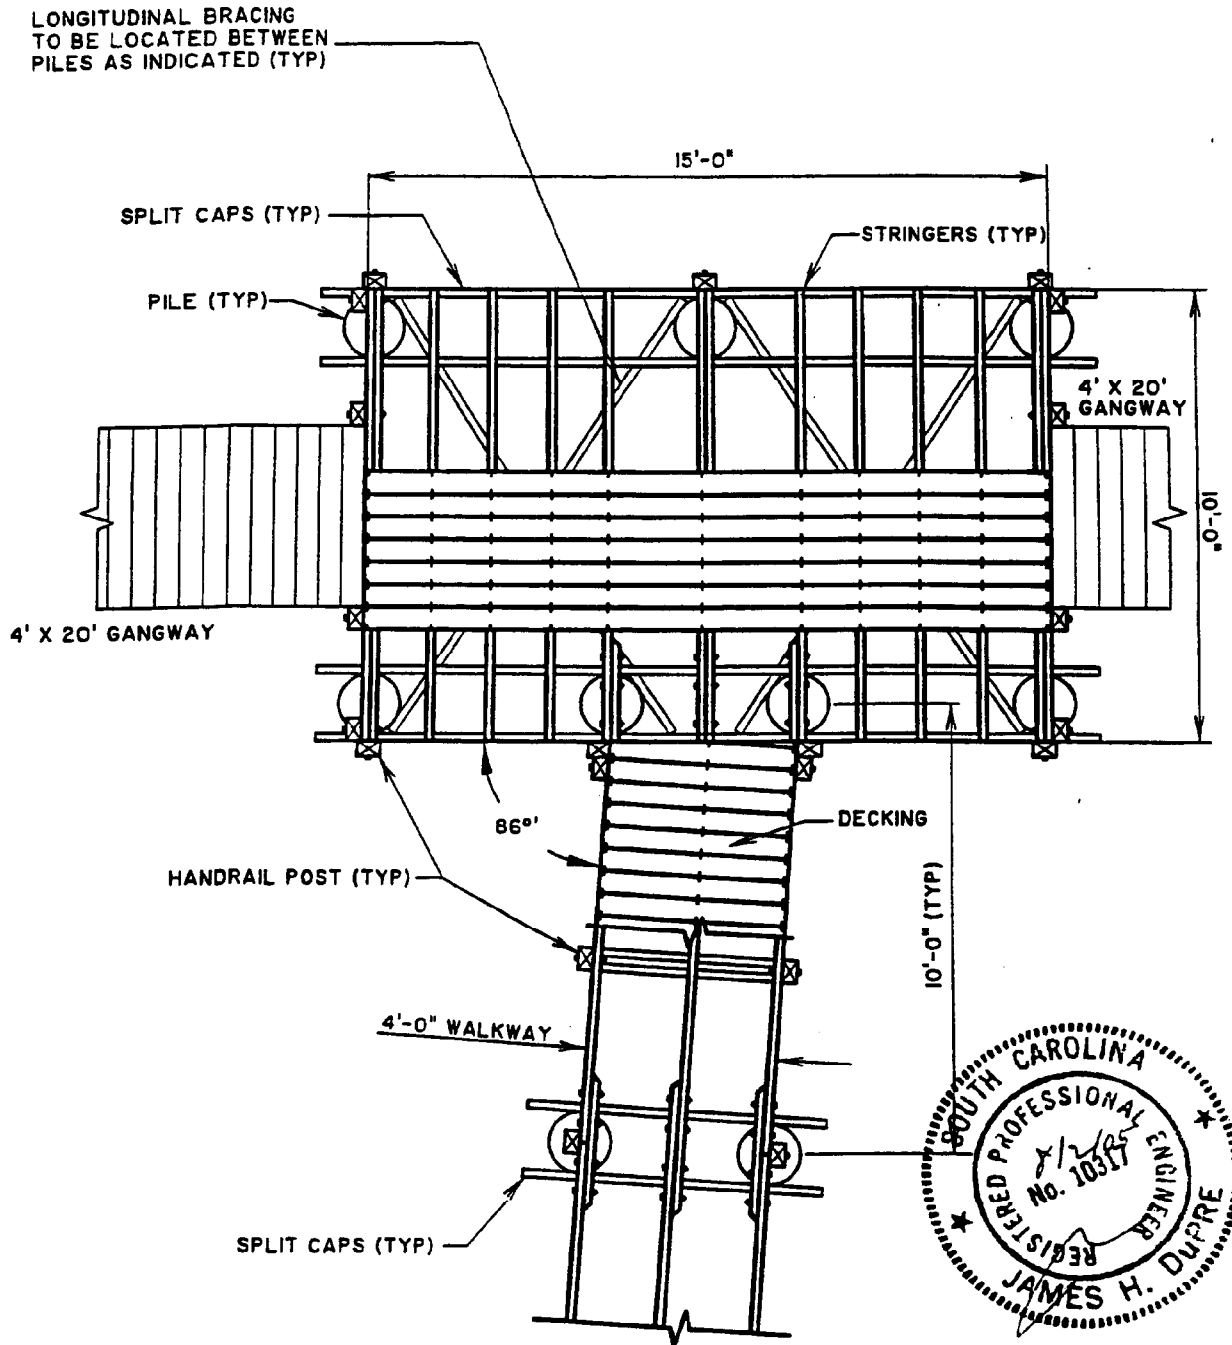 LONGITUDINAL BRACING
TO BE LOCATED BETWEEN
PILES AS INDICATED (TYP)
15'-0"
SPLIT CAPS (TYP)
STRINGERS (TYP)
PILE (TYP)
4' X 20'
GANGWAY
10'-0"
4' X 20' GANGWAY
86°'
DECKING
HANDRAIL POST (TYP)
10'-0" (TYP)
4'-0" WALKWAY
SPLIT CAPS (TYP)
SOUTH CAROLINA
REGISTERED PROFESSIONAL ENGINEER
No. 10317
JAMES H. DuPRE